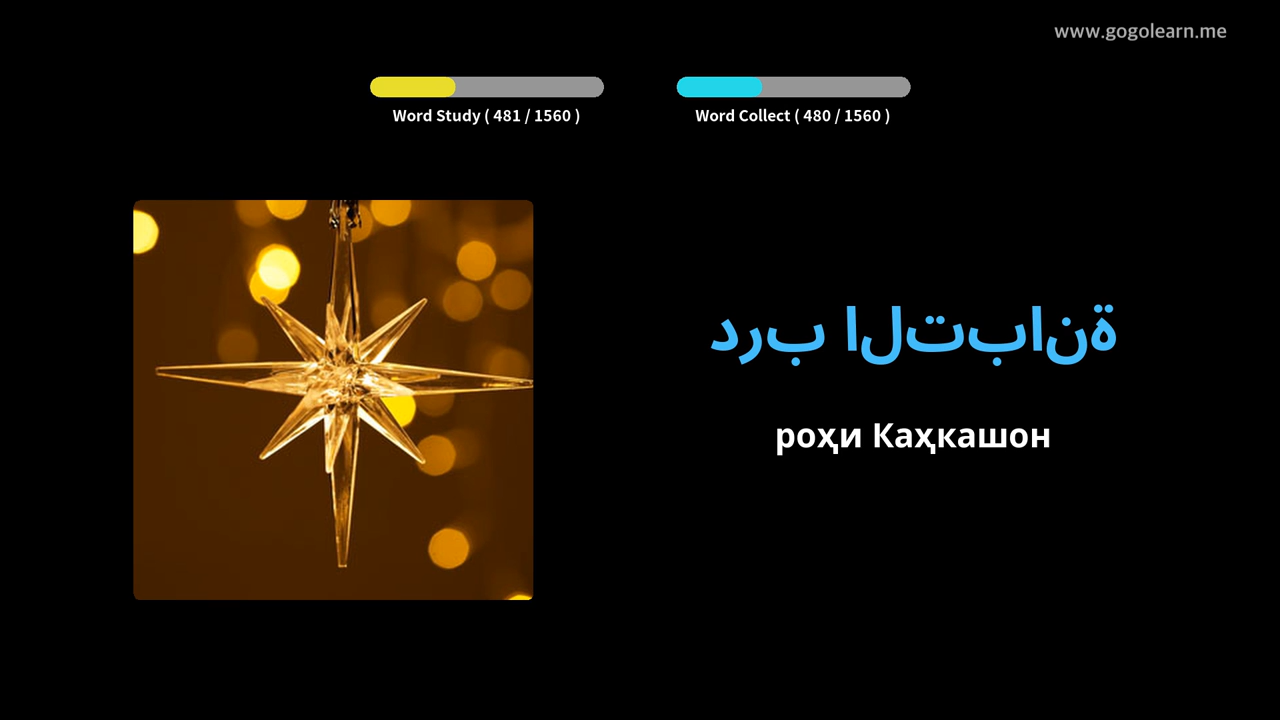 www.gogolearn.me
Word Study ( 481 / 1560 )
Word Collect ( 480 / 1560 )
درب التبانة
роҳи Каҳкашон